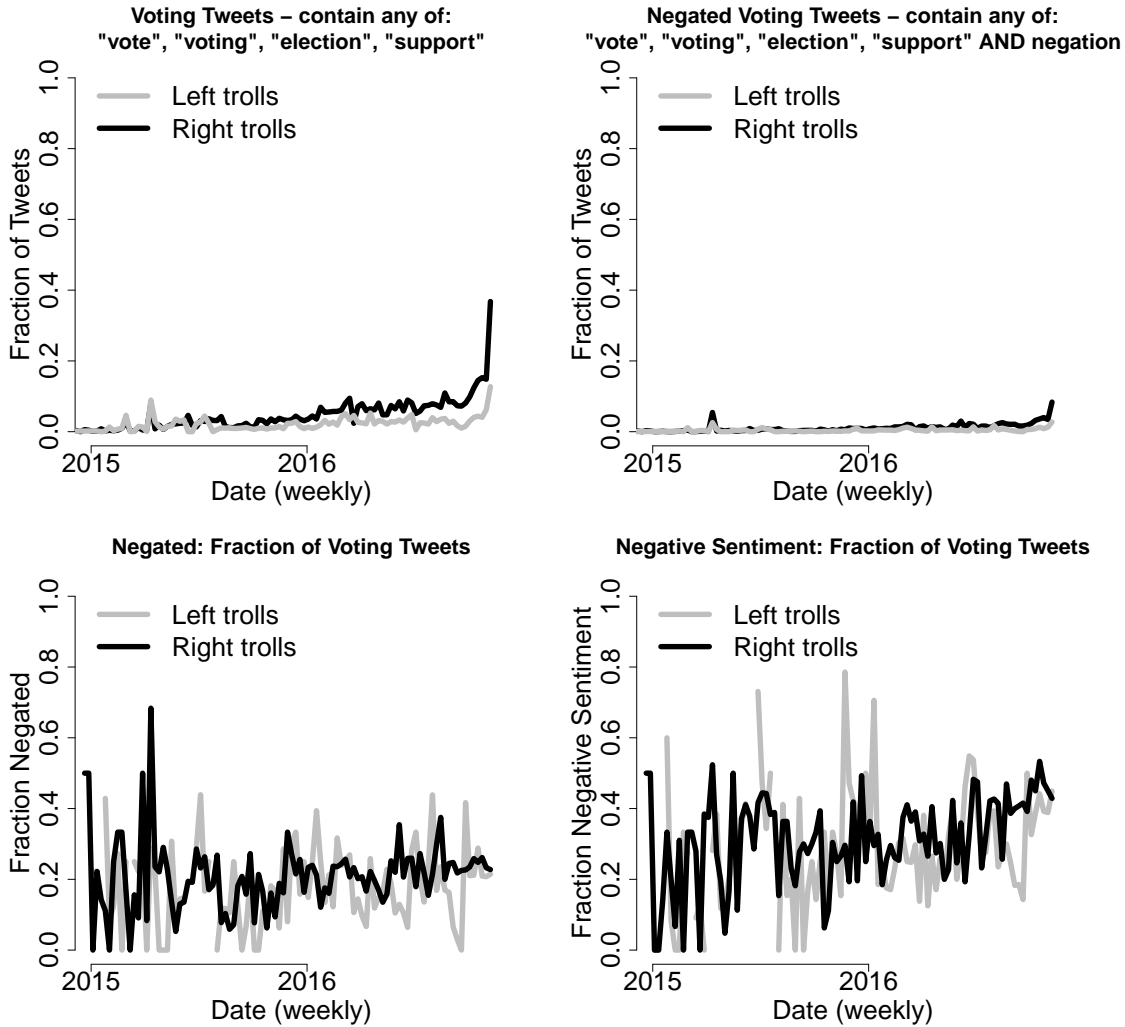 Voting Tweets – contain any of:
"vote", "voting", "election", "support"
Left trolls
Right trolls
Fraction of Tweets
0.0 0.2 0.4 0.6 0.8 1.0
2015 2016
Date (weekly)
Negated Voting Tweets – contain any of:
"vote", "voting", "election", "support" AND negation
Left trolls
Right trolls
Fraction of Tweets
0.0 0.2 0.4 0.6 0.8 1.0
2015 2016
Date (weekly)
Negated: Fraction of Voting Tweets
Left trolls
Right trolls
Fraction Negated
0.0 0.2 0.4 0.6 0.8 1.0
2015 2016
Date (weekly)
Negative Sentiment: Fraction of Voting Tweets
Left trolls
Right trolls
Fraction Negative Sentiment
0.0 0.2 0.4 0.6 0.8 1.0
2015 2016
Date (weekly)